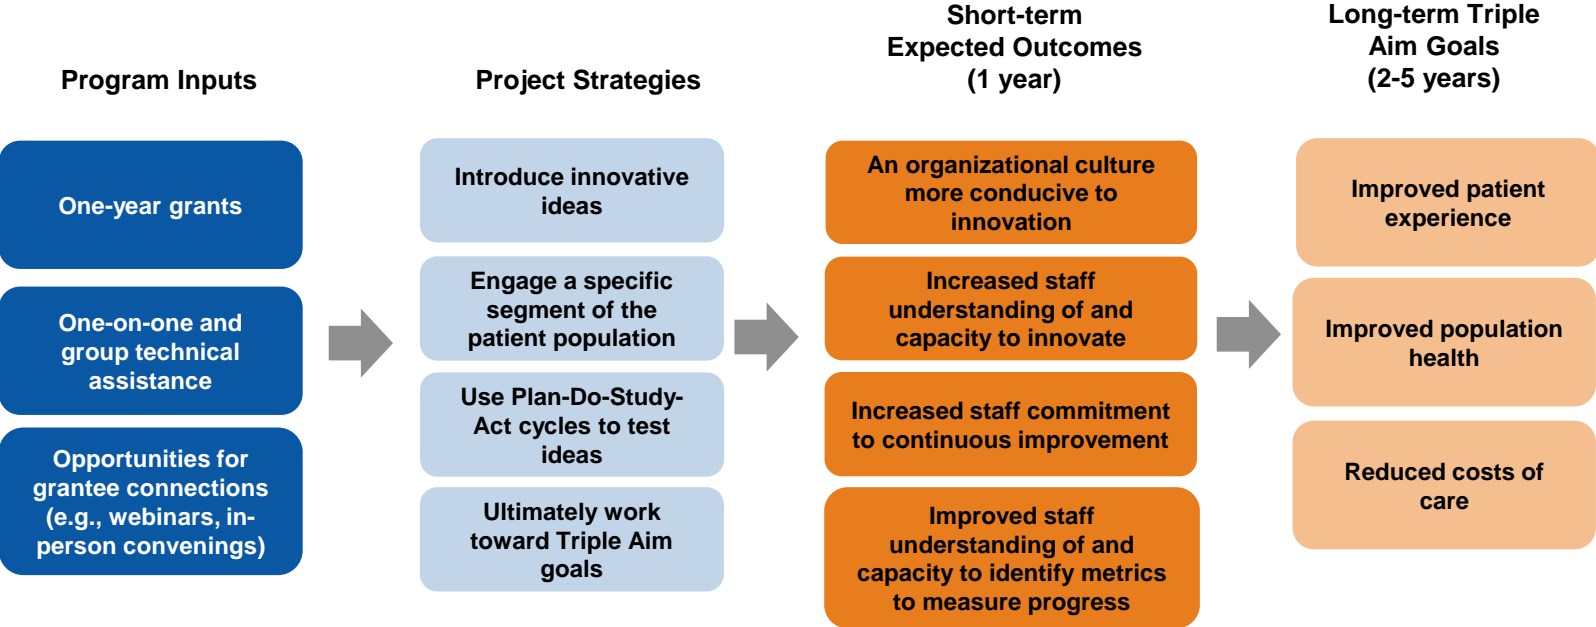 Program Inputs
One-year grants
One-on-one and
group technical
assistance
Opportunities for
grantee connections
(e.g., webinars, in-
person convenings)
Project Strategies
Introduce innovative
ideas
Engage a specific
segment of the
patient population
Use Plan-Do-Study-
Act cycles to test
ideas
Ultimately work
toward Triple Aim
goals
Short-term
Expected Outcomes
(1 year)
An organizational culture
more conducive to
innovation
Increased staff
understanding of and
capacity to innovate
Increased staff commitment
to continuous improvement
Improved staff
understanding of and
capacity to identify metrics
to measure progress
Long-term Triple
Aim Goals
(2-5 years)
Improved patient
experience
Improved population
health
Reduced costs of
care